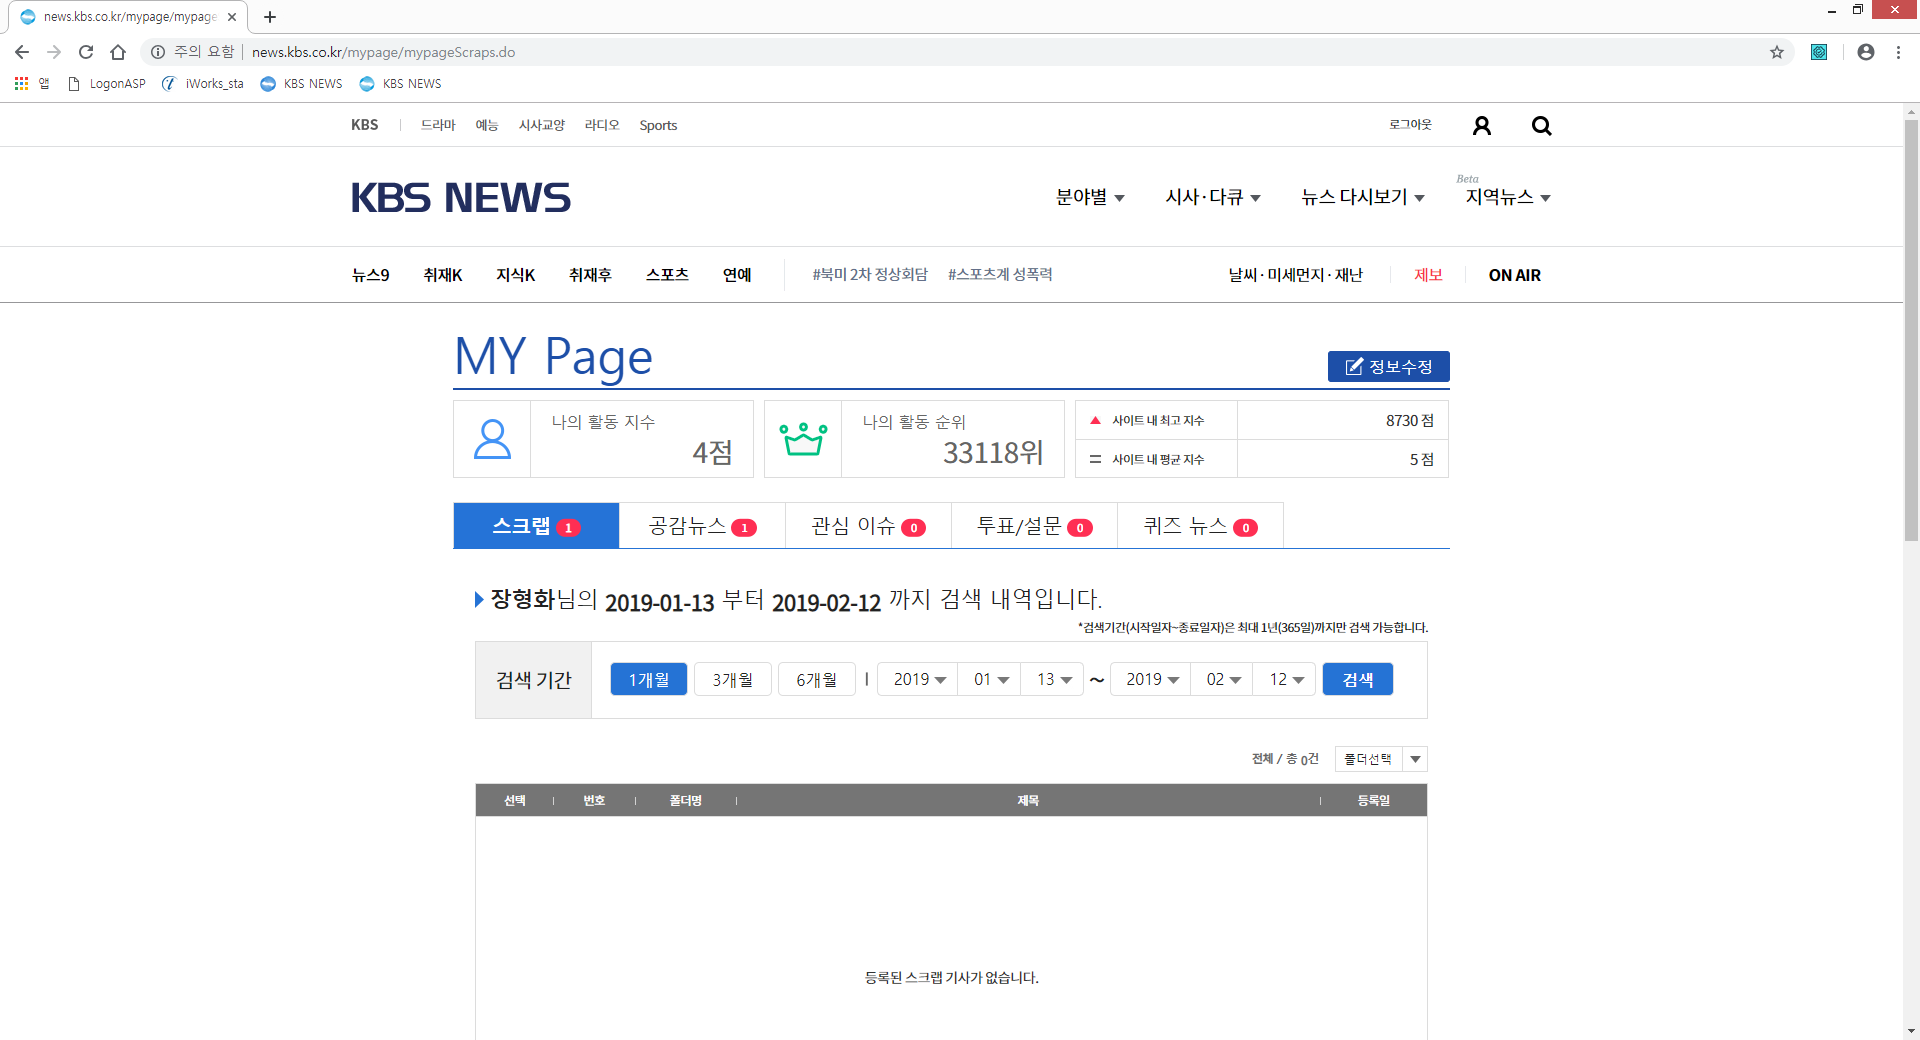 news.kbs.co.kr/mypage/mypage
주의 요함 news.kbs.co.kr/mypage/mypageScraps.do
앱 LogonASP iWorks_sta KBS NEWS KBS NEWS
KBS 드라마 예능 시사교양 라디오 Sports 로그아웃
Beta
KBS NEWS 분야별 시사·다큐 뉴스 다시보기 지역뉴스
뉴스9 취재K 지식K 취재후 스포츠 연예 #북미 2차 정상회담 #스포츠계 성폭력 날씨·미세먼지·재난 제보 ON AIR
MY Page 정보수정
나의 활동 지수 4점
나의 활동 순위 33118위
사이트 내 최고 지수 8730 점
사이트 내 평균 지수 5 점
스크랩 1 공감뉴스 1 관심 이슈 0 투표/설문 0 퀴즈 뉴스 0
장형화님의 2019-01-13 부터 2019-02-12 까지 검색 내역입니다.
*검색기간(시작일자~종료일자)은 최대 1년(365일)까지만 검색 가능합니다.
검색 기간 1개월 3개월 6개월 | 2019 01 13 ~ 2019 02 12 검색
전체 / 총 0건 폴더선택
선택 번호 폴더명 제목 등록일
등록된 스크랩 기사가 없습니다.